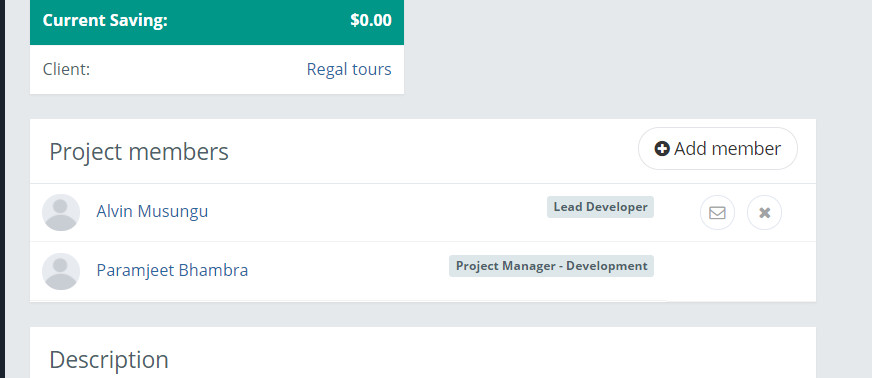 Current Saving: $0.00
Client: Regal tours
Project members Add member
Alvin Musungu Lead Developer
Paramjeet Bhambra Project Manager - Development
Description